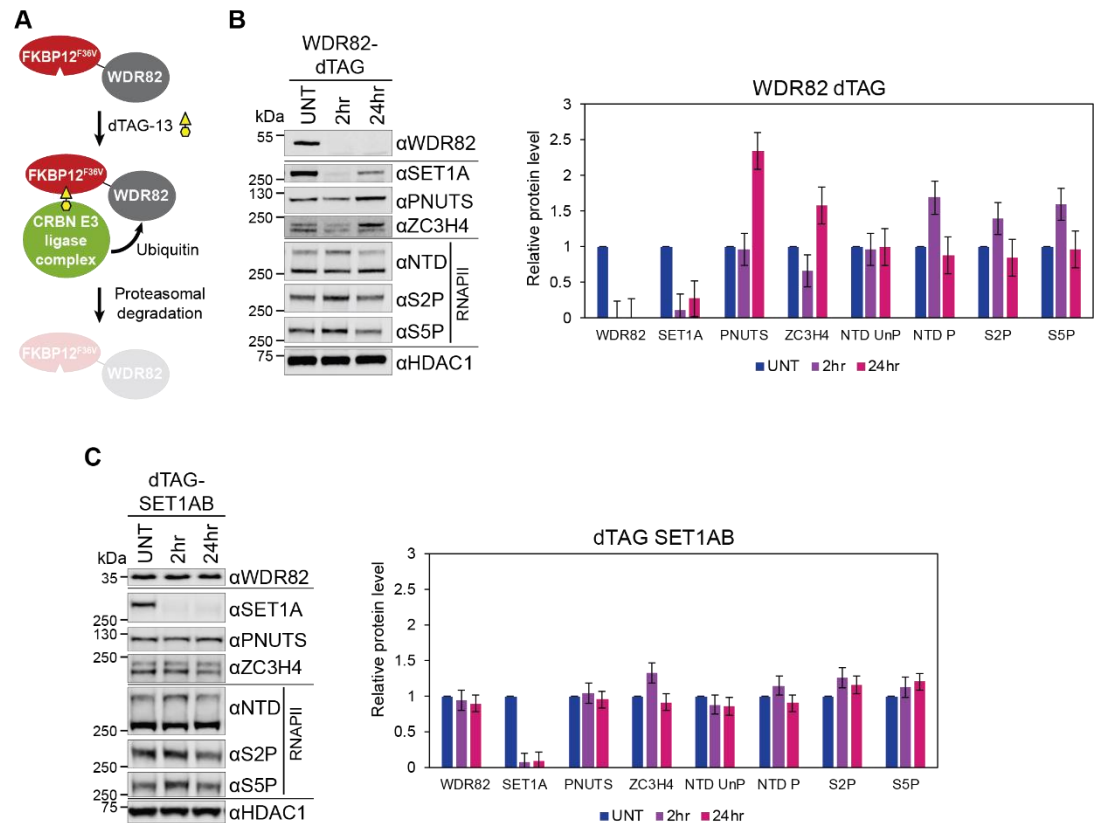 A
FKBP12F36V
WDR82
dTAG-13
FKBP12F36V
WDR82
CRBN E3
ligase
complex
Ubiquitin
Proteasomal
degradation
FKBP12F36V
WDR82
B
WDR82-
dTAG
kDa UNT 2hr 24hr
55 αWDR82
250 αSET1A
130 αPNUTS
250 αZC3H4
αNTD
250
αS2P
250
αS5P
250
RNAPII
75 αHDAC1
WDR82 dTAG
Relative protein level
3
2.5
2
1.5
1
0.5
0
WDR82 SET1A PNUTS ZC3H4 NTD UnP NTD P S2P S5P
UNT 2hr 24hr
C
dTAG-
SET1AB
kDa UNT 2hr 24hr
35 αWDR82
αSET1A
250
130 αPNUTS
250 αZC3H4
αNTD
250
αS2P
250
αS5P
250
RNAPII
75 αHDAC1
dTAG SET1AB
Relative protein level
3
2.5
2
1.5
1
0.5
0
WDR82 SET1A PNUTS ZC3H4 NTD UnP NTD P S2P S5P
UNT 2hr 24hr